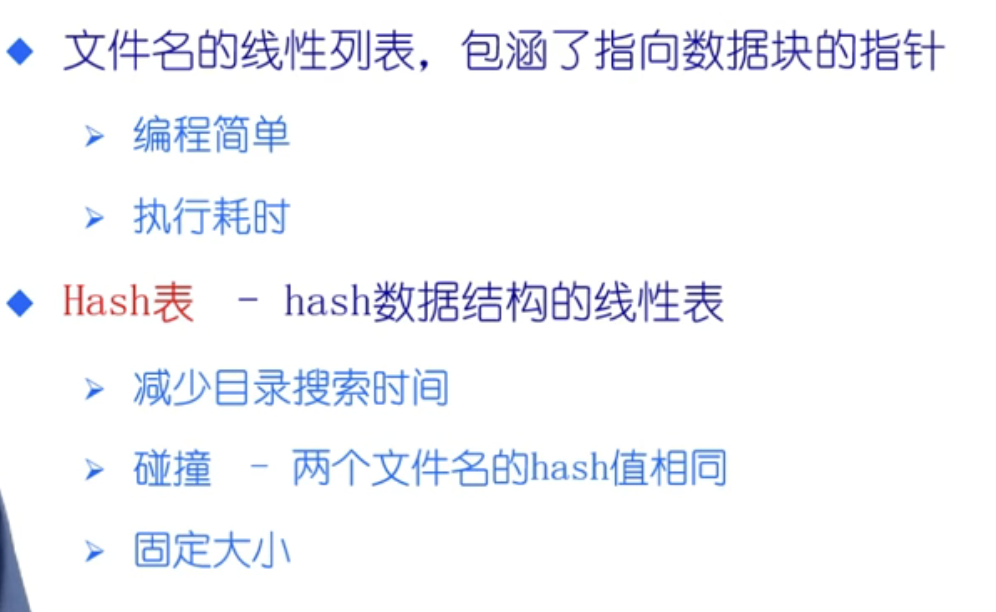 文件名的线性列表，包涵了指向数据块的指针
编程简单
执行耗时
Hash表 - hash数据结构的线性表
减少目录搜索时间
碰撞 - 两个文件名的hash值相同
固定大小